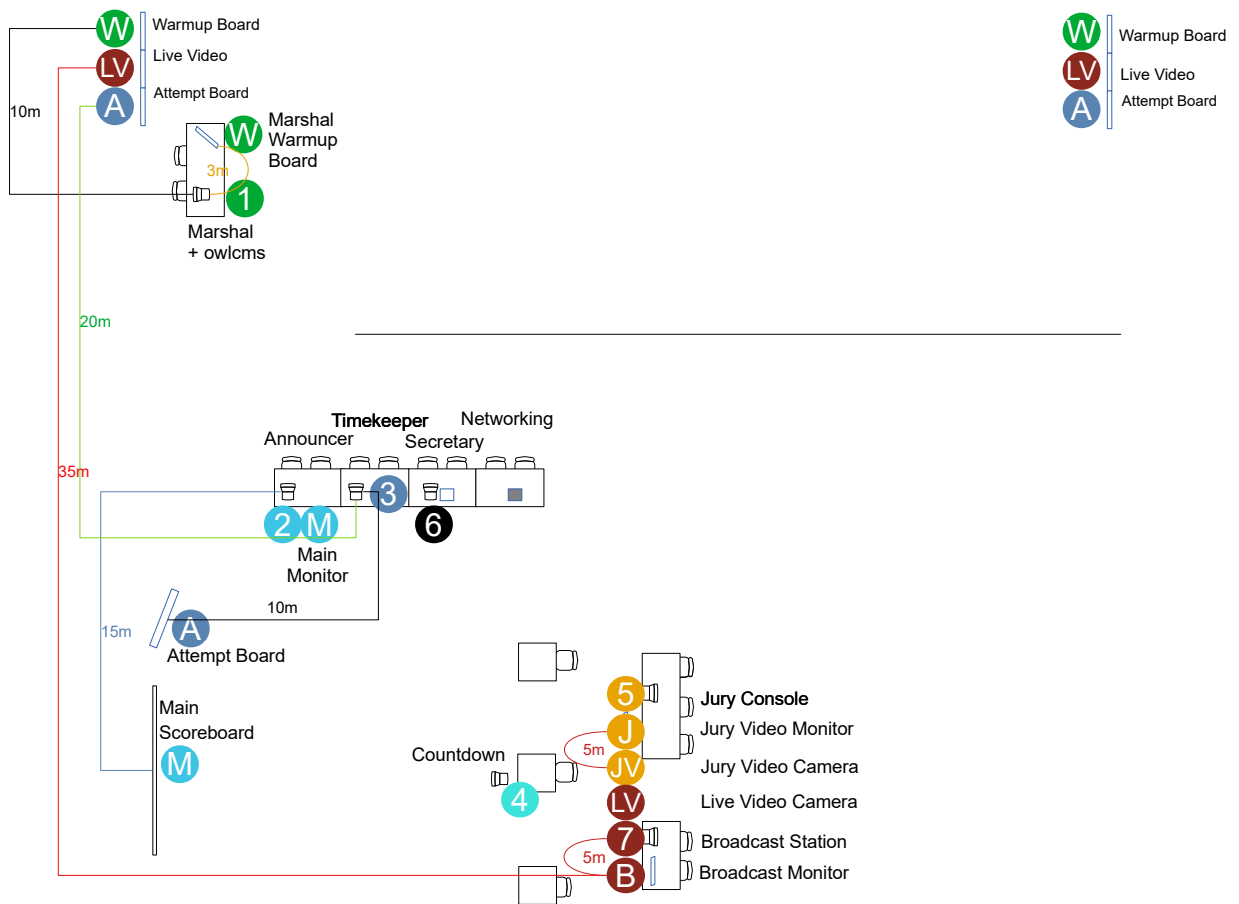 W Warmup Board
LV Live Video
A Attempt Board
W Warmup Board
LV Live Video
A Attempt Board
10m
W Marshal
Warmup
Board
3m
1
Marshal
+ owlcms
20m
35m
Announcer
Timekeeper
Secretary
Networking
2
M
3
6
Main
Monitor
10m
15m
A
Attempt Board
Main
Scoreboard
M
Countdown
4
5 Jury Console
J Jury Video Monitor
5m
JV Jury Video Camera
LV Live Video Camera
7 Broadcast Station
5m
B Broadcast Monitor